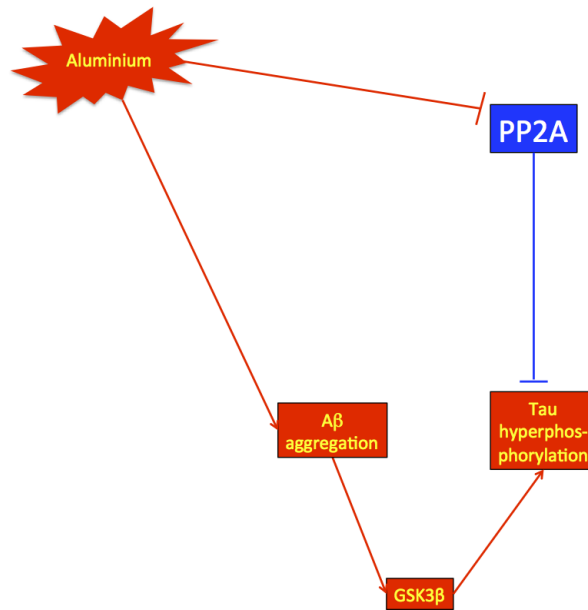 Aluminium
PP2A
Aβ
aggregation
Tau
hyperphos-
phorylation
GSK3β